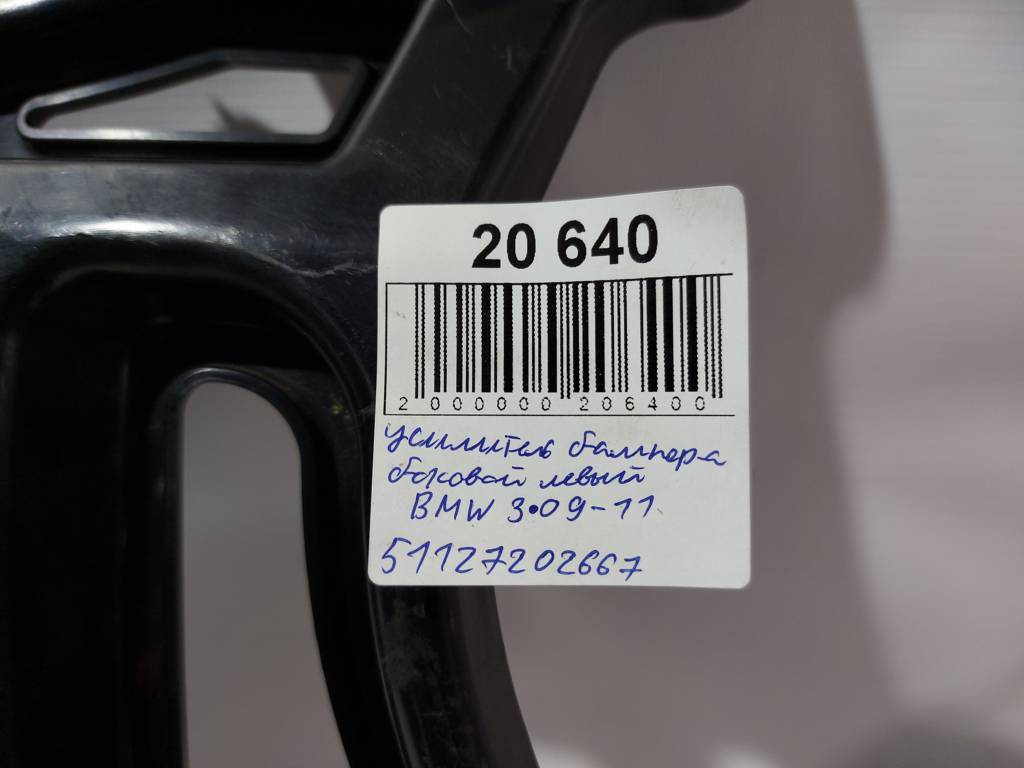 20 640
2 000000 206400
усилитель бампера
боковой левый
BMW 3•09-11
51127202667